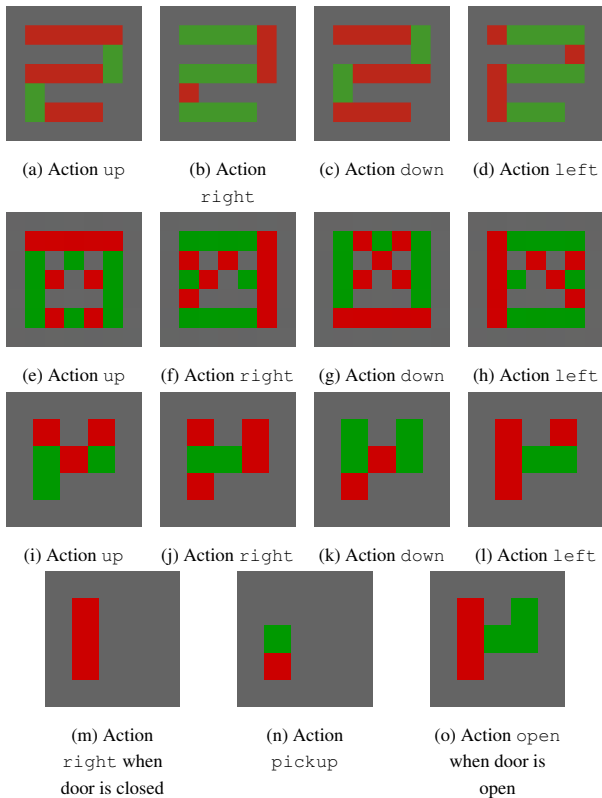 (a) Action up
(b) Action
right
(c) Action down
(d) Action left
(e) Action up
(f) Action right
(g) Action down
(h) Action left
(i) Action up
(j) Action right
(k) Action down
(l) Action left
(m) Action
right when
door is closed
(n) Action
pickup
(o) Action open
when door is
open